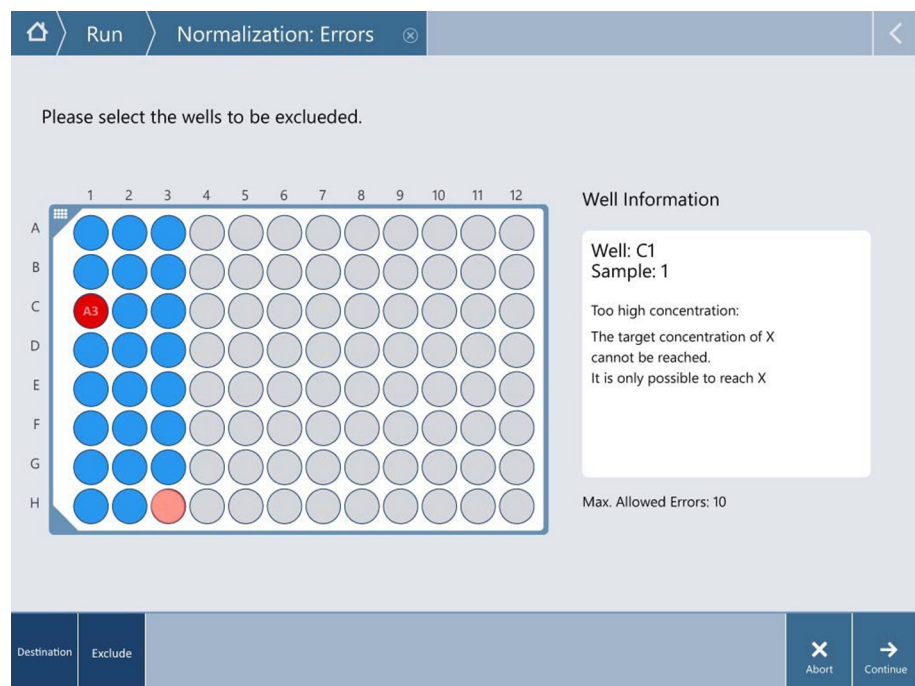 Run
Normalization: Errors
Please select the wells to be exclueded.
1 2 3 4 5 6 7 8 9 10 11 12
A
B
C
A3
D
E
F
G
H
Well Information
Well: C1
Sample: 1
Too high concentration:
The target concentration of X
cannot be reached.
It is only possible to reach X
Max. Allowed Errors: 10
Destination
Exclude
Abort
Continue